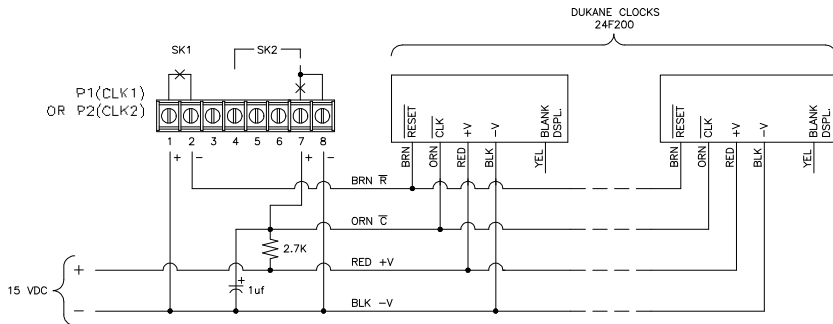 DUKANE CLOCKS
24F200
SK1
SK2
P1(CLK1)
OR P2(CLK2)
1 2 3 4 5 6 7 8
+ − + −
RESET
CLK
+V
−V
BLANK
DSPL.
BRN
ORN
RED
BLK
YEL
RESET
CLK
+V
−V
BLANK
DSPL.
BRN
ORN
RED
BLK
YEL
BRN R̅
ORN C̅
2.7K
RED +V
15 VDC
+
−
+
1uf
BLK −V